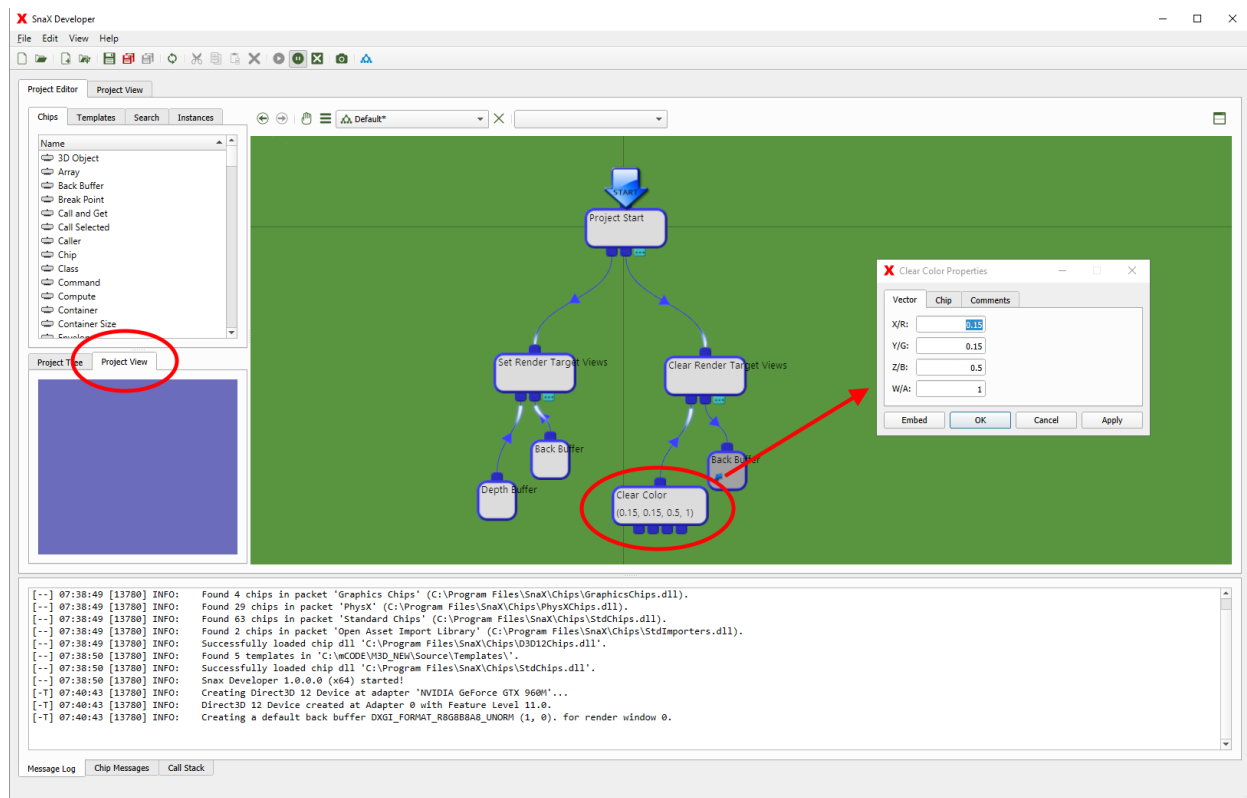 SnaX Developer
File Edit View Help
Project Editor Project View
Chips Templates Search Instances
Default*
Name
3D Object
Array
Back Buffer
Break Point
Call and Get
Call Selected
Caller
Chip
Class
Command
Compute
Container
Container Size
Project Tree Project View
START
Project Start
Set Render Target Views
Clear Render Target Views
Back Buffer
Back Buffer
Depth Buffer
Clear Color
(0.15, 0.15, 0.5, 1)
Clear Color Properties
Vector Chip Comments
X/R: 0.15
Y/G: 0.15
Z/B: 0.5
W/A: 1
Embed OK Cancel Apply
[--] 07:38:49 [13780] INFO: Found 4 chips in packet 'Graphics Chips' (C:\Program Files\SnaX\Chips\GraphicsChips.dll).
[--] 07:38:49 [13780] INFO: Found 29 chips in packet 'PhysX' (C:\Program Files\SnaX\Chips\PhysXChips.dll).
[--] 07:38:49 [13780] INFO: Found 63 chips in packet 'Standard Chips' (C:\Program Files\SnaX\Chips\StdChips.dll).
[--] 07:38:49 [13780] INFO: Found 2 chips in packet 'Open Asset Import Library' (C:\Program Files\SnaX\Chips\StdImporters.dll).
[--] 07:38:49 [13780] INFO: Successfully loaded chip dll 'C:\Program Files\SnaX\Chips\D3D12Chips.dll'.
[--] 07:38:50 [13780] INFO: Found 5 templates in 'C:\mCODE\M3D_NEW\Source\Templates\'.
[--] 07:38:50 [13780] INFO: Successfully loaded chip dll 'C:\Program Files\SnaX\Chips\StdChips.dll'.
[--] 07:38:50 [13780] INFO: Snax Developer 1.0.0.0 (x64) started!
[-T] 07:40:43 [13780] INFO: Creating Direct3D 12 Device at adapter 'NVIDIA GeForce GTX 960M'...
[-T] 07:40:43 [13780] INFO: Direct3D 12 Device created at Adapter 0 with Feature Level 11.0.
[-T] 07:40:43 [13780] INFO: Creating a default back buffer DXGI_FORMAT_R8G8B8A8_UNORM (1, 0). for render window 0.
Message Log Chip Messages Call Stack